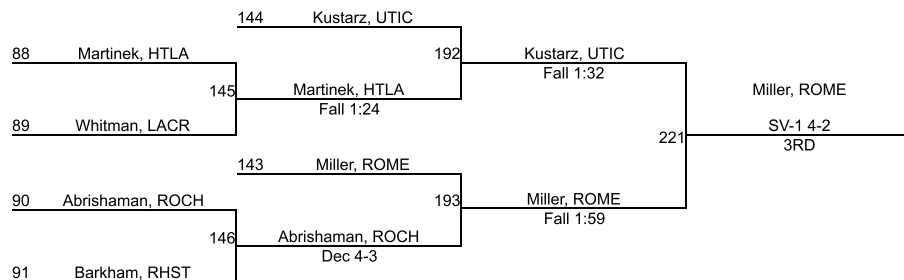 144 Kustarz, UTIC
88 Martinek, HTLA
192 Kustarz, UTIC
Fall 1:32
145 Martinek, HTLA
Fall 1:24
Miller, ROME
89 Whitman, LACR
SV-1 4-2
221
3RD
143 Miller, ROME
90 Abrishaman, ROCH
193 Miller, ROME
Fall 1:59
146 Abrishaman, ROCH
Dec 4-3
91 Barkham, RHST